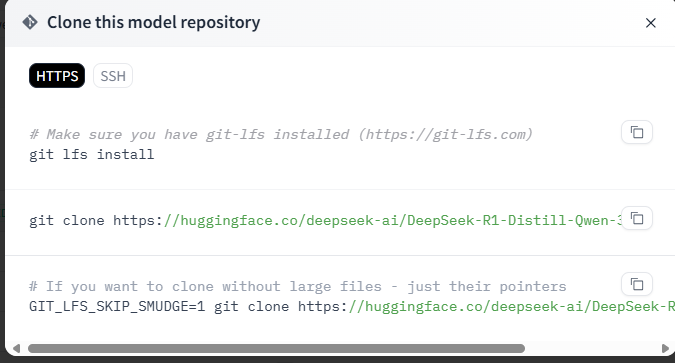 Clone this model repository
HTTPS SSH
# Make sure you have git-lfs installed (https://git-lfs.com)
git lfs install
git clone https://huggingface.co/deepseek-ai/DeepSeek-R1-Distill-Qwen-3
# If you want to clone without large files - just their pointers
GIT_LFS_SKIP_SMUDGE=1 git clone https://huggingface.co/deepseek-ai/DeepSeek-R